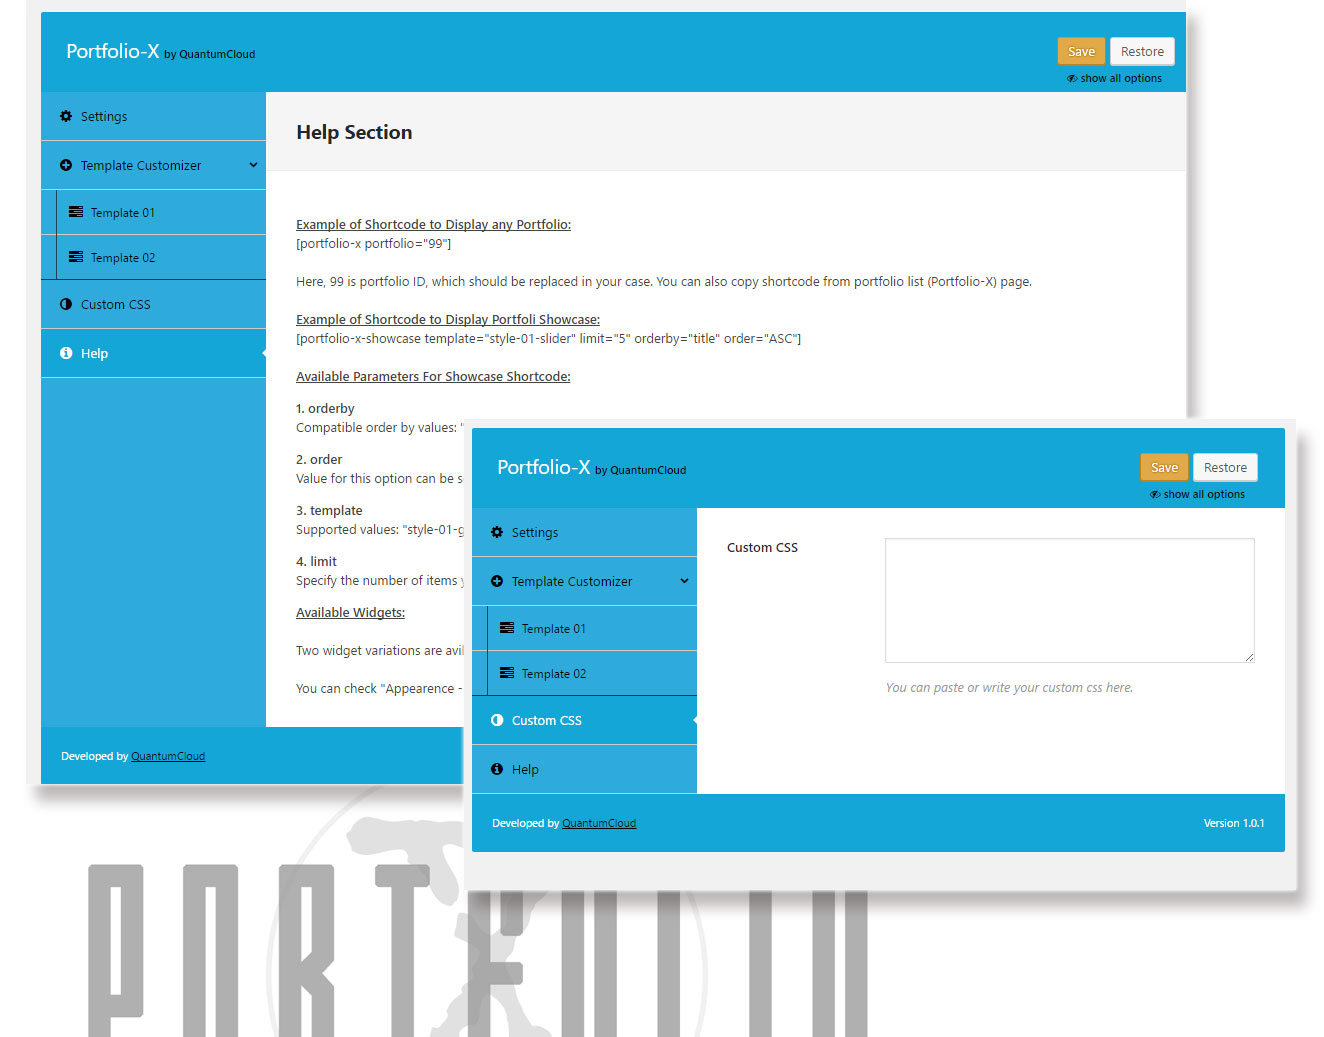 Portfolio-X by QuantumCloud
Save Restore
show all options
Settings
Template Customizer
Template 01
Template 02
Custom CSS
Help
Help Section
Example of Shortcode to Display any Portfolio:
[portfolio-x portfolio="99"]
Here, 99 is portfolio ID, which should be replaced in your case. You can also copy shortcode from portfolio list (Portfolio-X) page.
Example of Shortcode to Display Portfoli Showcase:
[portfolio-x-showcase template="style-01-slider" limit="5" orderby="title" order="ASC"]
Available Parameters For Showcase Shortcode:
1. orderby
Compatible order by values: "
2. order
Value for this option can be s
3. template
Supported values: "style-01-g
4. limit
Specify the number of items
Available Widgets:
Two widget variations are avil
You can check "Appearence -
Developed by QuantumCloud
Portfolio-X by QuantumCloud
Save Restore
show all options
Settings
Template Customizer
Template 01
Template 02
Custom CSS
Help
Custom CSS
You can paste or write your custom css here.
Developed by QuantumCloud
Version 1.0.1
PORTFOLIO